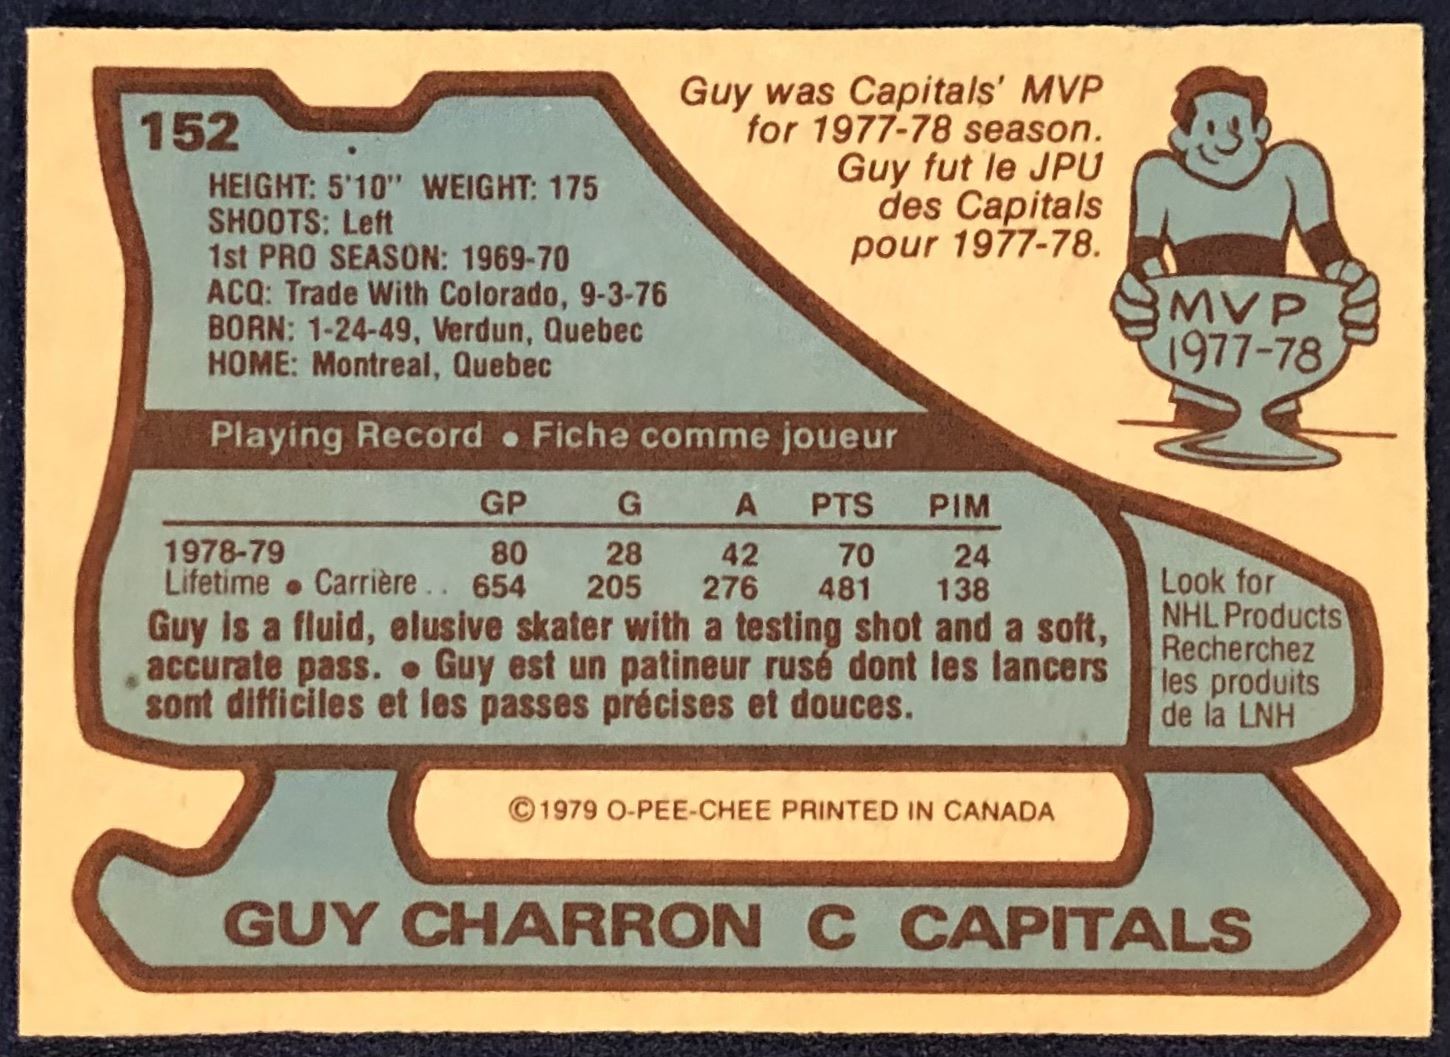 152
HEIGHT: 5'10" WEIGHT: 175
SHOOTS: Left
1st PRO SEASON: 1969-70
ACQ: Trade With Colorado, 9-3-76
BORN: 1-24-49, Verdun, Quebec
HOME: Montreal, Quebec
Guy was Capitals' MVP
for 1977-78 season.
Guy fut le JPU
des Capitals
pour 1977-78.
MVP
1977-78
Playing Record • Fiche comme joueur
GP G A PTS PIM
1978-79 80 28 42 70 24
Lifetime • Carrière .. 654 205 276 481 138
Guy is a fluid, elusive skater with a testing shot and a soft,
accurate pass. • Guy est un patineur rusé dont les lancers
sont difficiles et les passes précises et douces.
Look for
NHL Products
Recherchez
les produits
de la LNH
©1979 O-PEE-CHEE PRINTED IN CANADA
GUY CHARRON C CAPITALS